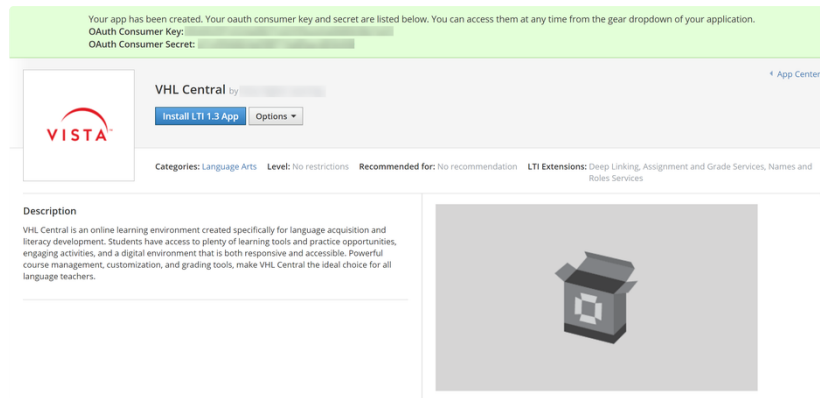 Your app has been created. Your oauth consumer key and secret are listed below. You can access them at any time from the gear dropdown of your application.
OAuth Consumer Key:
OAuth Consumer Secret:
App Center
VISTA
VHL Central by
Install LTI 1.3 App
Options
Categories: Language Arts Level: No restrictions Recommended for: No recommendation LTI Extensions: Deep Linking, Assignment and Grade Services, Names and
Roles Services
Description
VHL Central is an online learning environment created specifically for language acquisition and
literacy development. Students have access to plenty of learning tools and practice opportunities,
engaging activities, and a digital environment that is both responsive and accessible. Powerful
course management, customization, and grading tools, make VHL Central the ideal choice for all
language teachers.